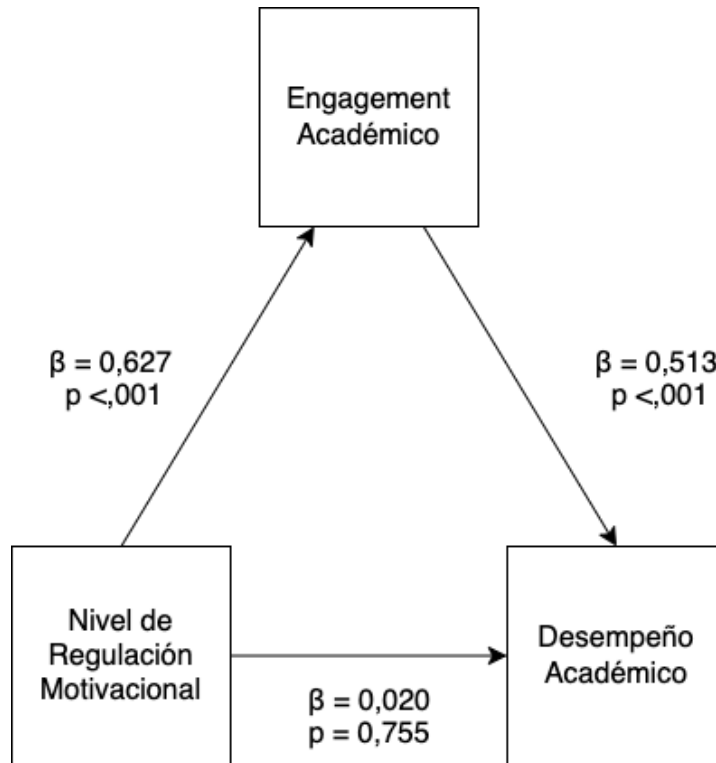 Engagement
Académico
β = 0,627
p <,001
β = 0,513
p <,001
Nivel de
Regulación
Motivacional
β = 0,020
p = 0,755
Desempeño
Académico